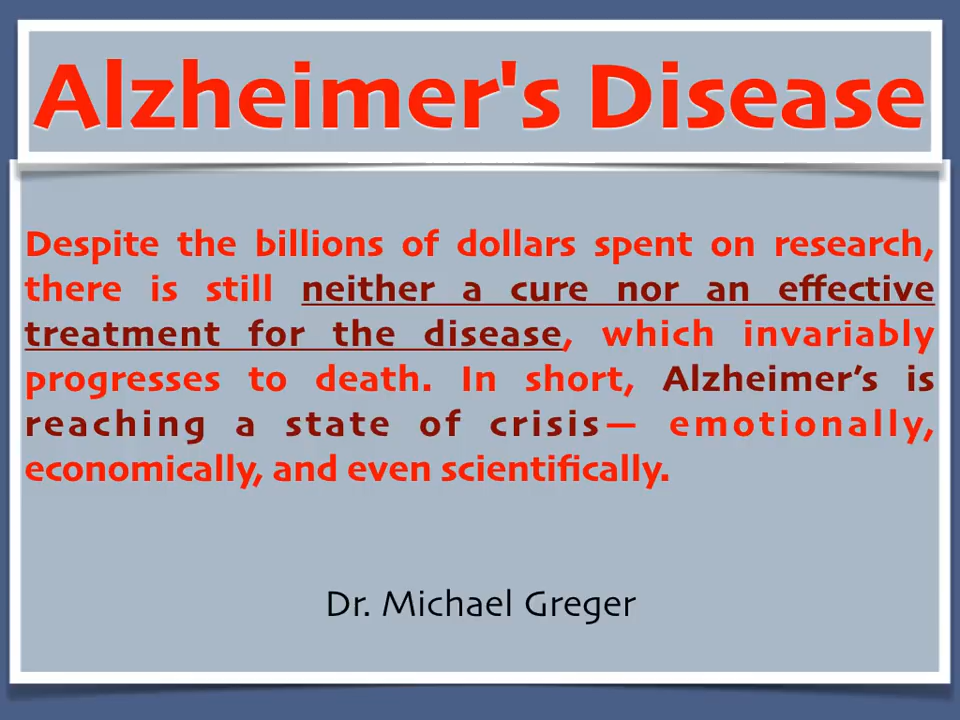 Alzheimer's Disease
Despite the billions of dollars spent on research,
there is still neither a cure nor an effective
treatment for the disease, which invariably
progresses to death. In short, Alzheimer’s is
reaching a state of crisis— emotionally,
economically, and even scientifically.
Dr. Michael Greger